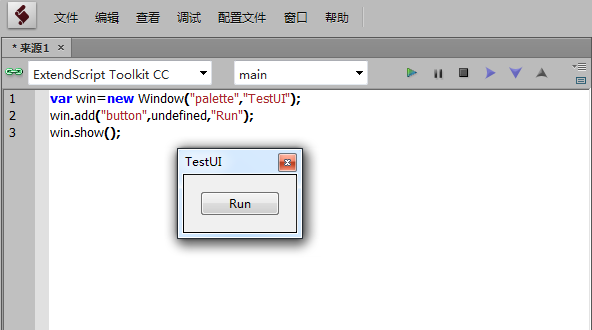 文件 编辑 查看 调试 配置文件 窗口 帮助
* 来源1 ×
ExtendScript Toolkit CC main
1 var win=new Window("palette","TestUI");
2 win.add("button",undefined,"Run");
3 win.show();
TestUI
Run